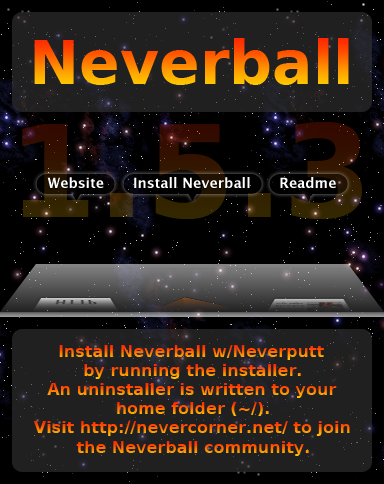 Neverball
1.5.3
Website
Install Neverball
Readme
Install Neverball w/Neverputt
by running the installer.
An uninstaller is written to your
home folder (~/).
Visit http://nevercorner.net/ to join
the Neverball community.